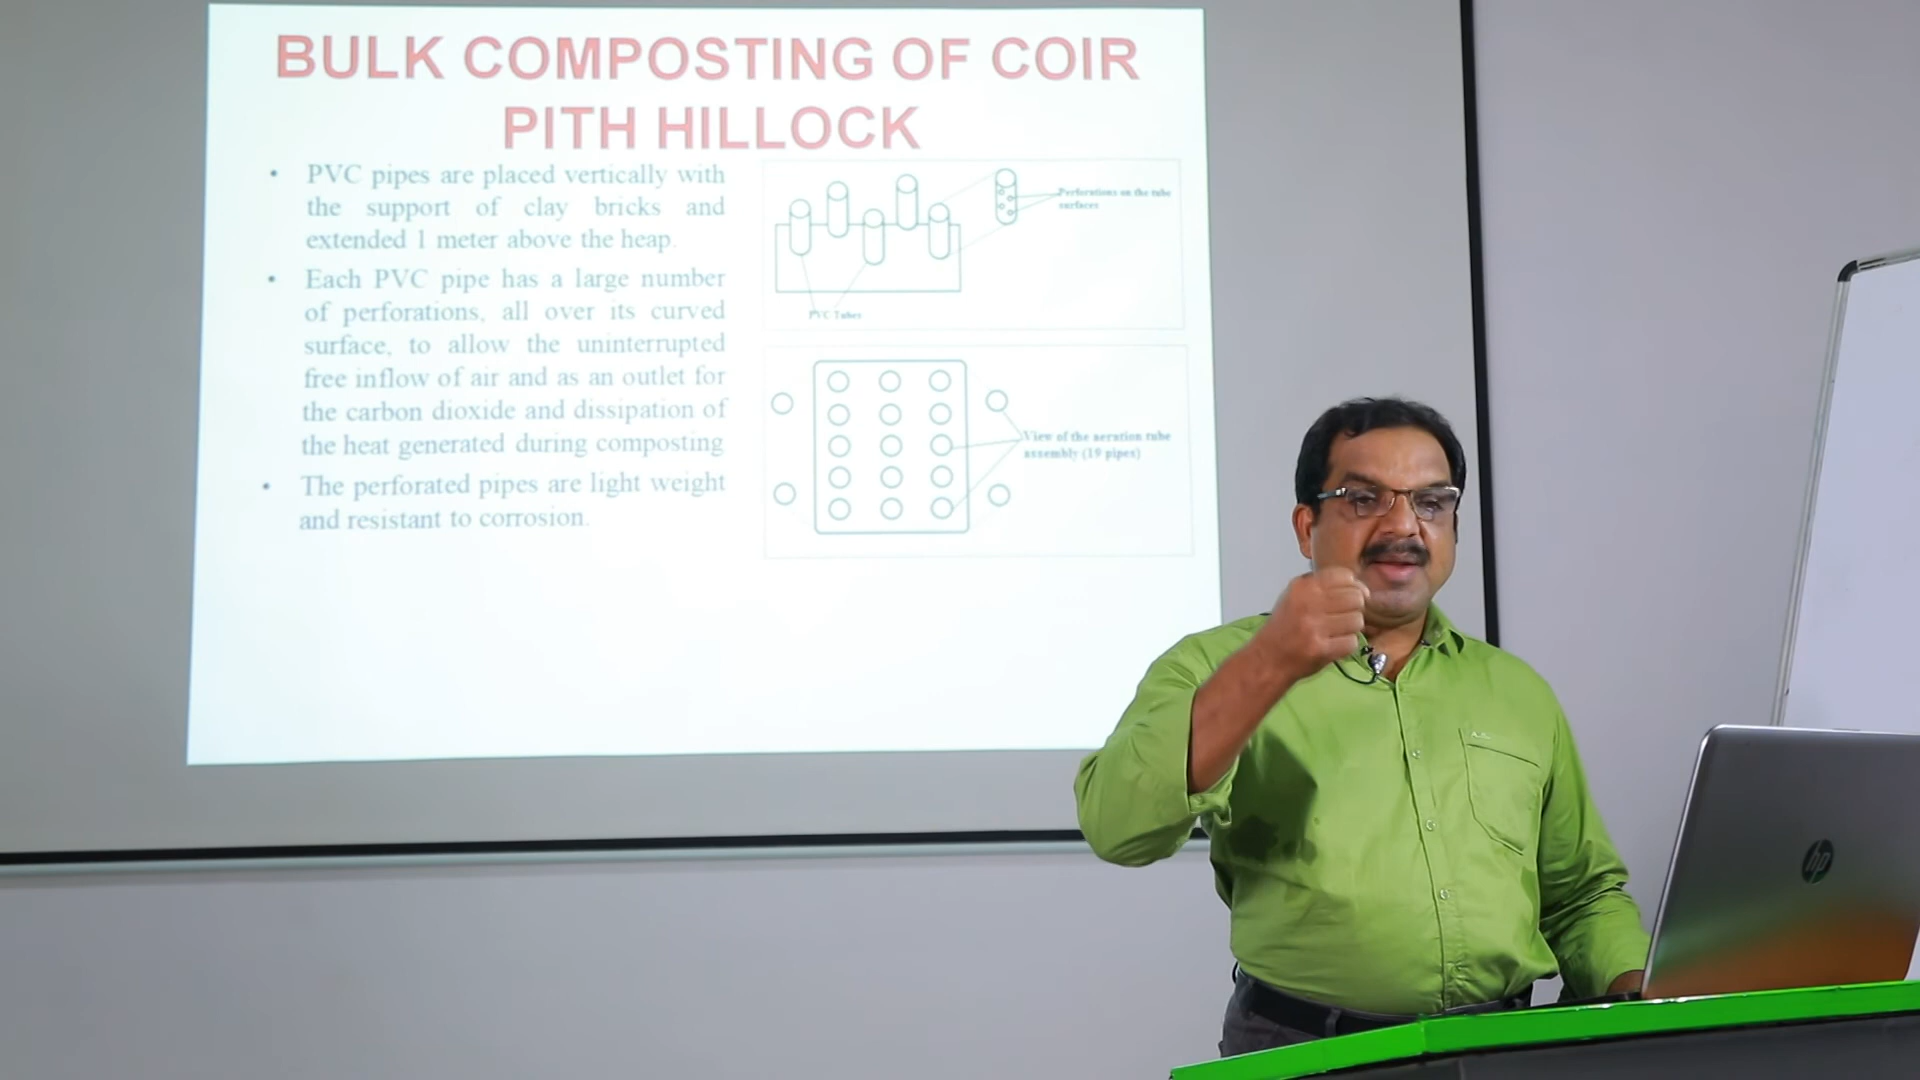 BULK COMPOSTING OF COIR
PITH HILLOCK
• PVC pipes are placed vertically with
the support of clay bricks and
extended 1 meter above the heap.
• Each PVC pipe has a large number
of perforations, all over its curved
surface, to allow the uninterrupted
free inflow of air and as an outlet for
the carbon dioxide and dissipation of
the heat generated during composting
• The perforated pipes are light weight
and resistant to corrosion.
Perforations on the tube
surfaces
PVC Tubes
View of the aeration tube
assembly (19 pipes)
hp